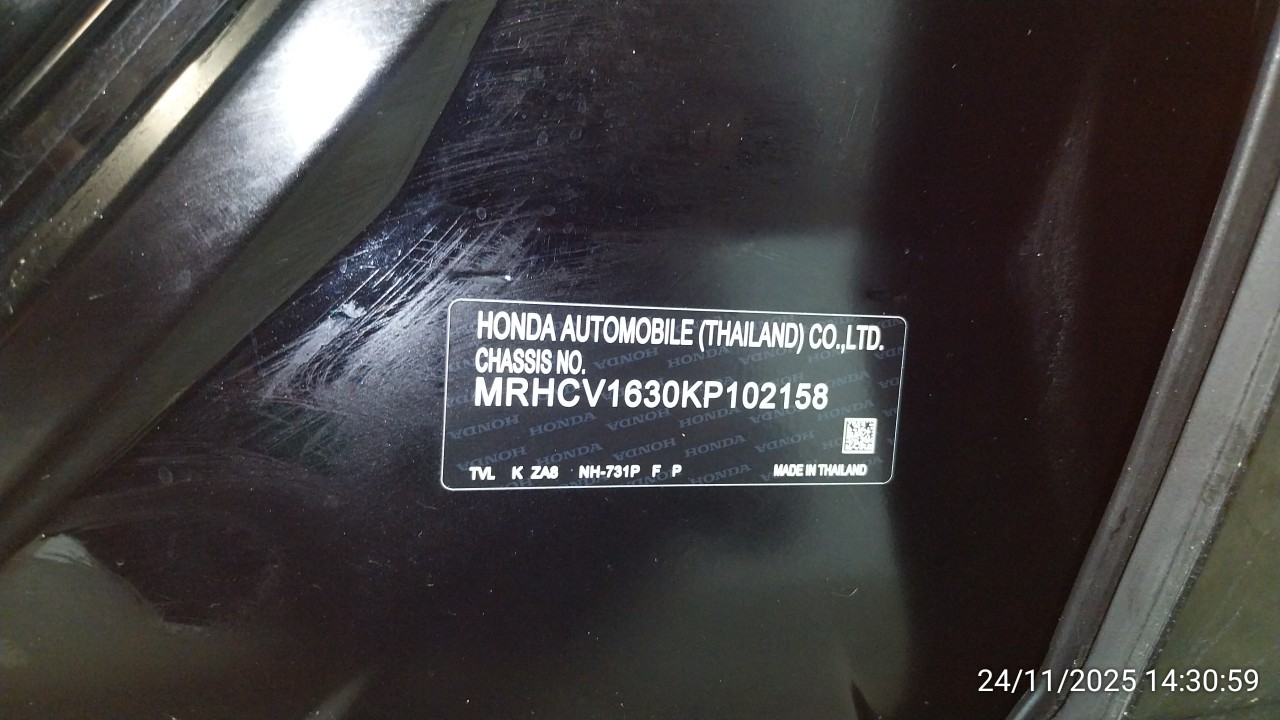 HONDA AUTOMOBILE (THAILAND) CO.,LTD.
CHASSIS NO.
MRHCV1630KP102158
TVL K ZA8 NH-731P F P MADE IN THAILAND
24/11/2025 14:30:59